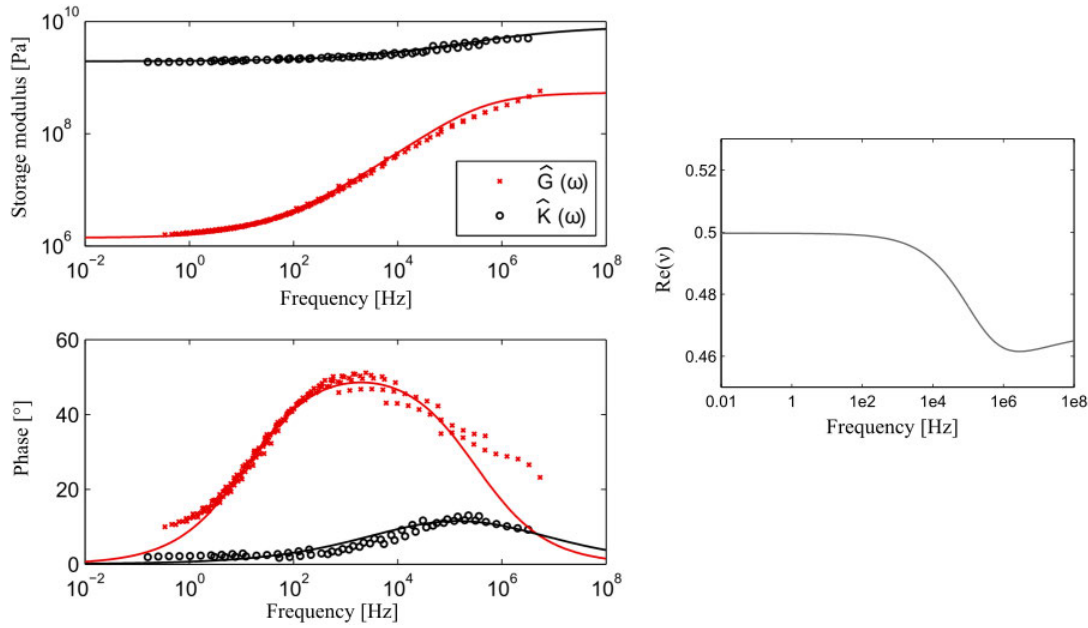 10^10
10^8
10^6
Storage modulus [Pa]
Ĝ (ω)
K̂ (ω)
10^-2 10^0 10^2 10^4 10^6 10^8
Frequency [Hz]
60
40
20
0
Phase [°]
10^-2 10^0 10^2 10^4 10^6 10^8
Frequency [Hz]
0.52
0.5
0.48
0.46
Re(ν)
0.01 1 1e2 1e4 1e6 1e8
Frequency [Hz]